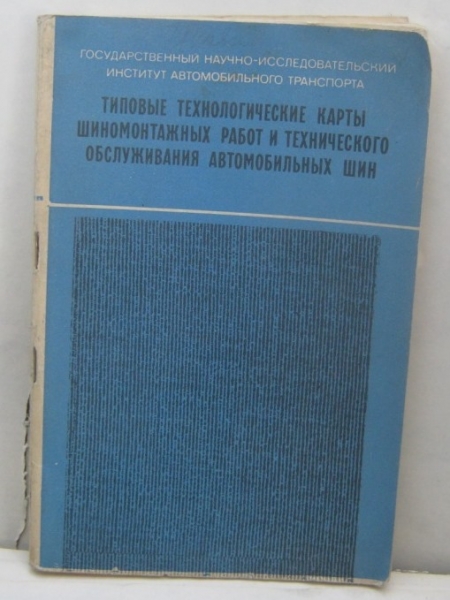 ГОСУДАРСТВЕННЫЙ НАУЧНО-ИССЛЕДОВАТЕЛЬСКИЙ
ИНСТИТУТ АВТОМОБИЛЬНОГО ТРАНСПОРТА
ТИПОВЫЕ ТЕХНОЛОГИЧЕСКИЕ КАРТЫ
ШИНОМОНТАЖНЫХ РАБОТ И ТЕХНИЧЕСКОГО
ОБСЛУЖИВАНИЯ АВТОМОБИЛЬНЫХ ШИН